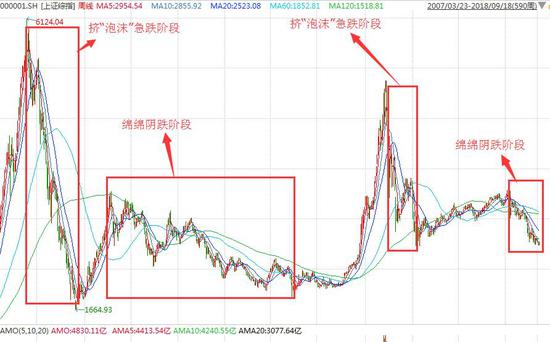 000001.SH [上证综指] 周线 MA5:2954.54 MA10:2855.92 MA20:2523.08 MA60:1852.81 MA120:1518.81 2007/03/23-2018/09/18(590周)
6124.04
挤“泡沫”急跌阶段
挤“泡沫”急跌阶段
绵绵阴跌阶段
绵绵阴跌阶段
1664.93
AMO(5,10,20) AMO:4830.11亿 AMA5:4413.54亿 AMA10:4240.55亿 AMA20:3077.64亿